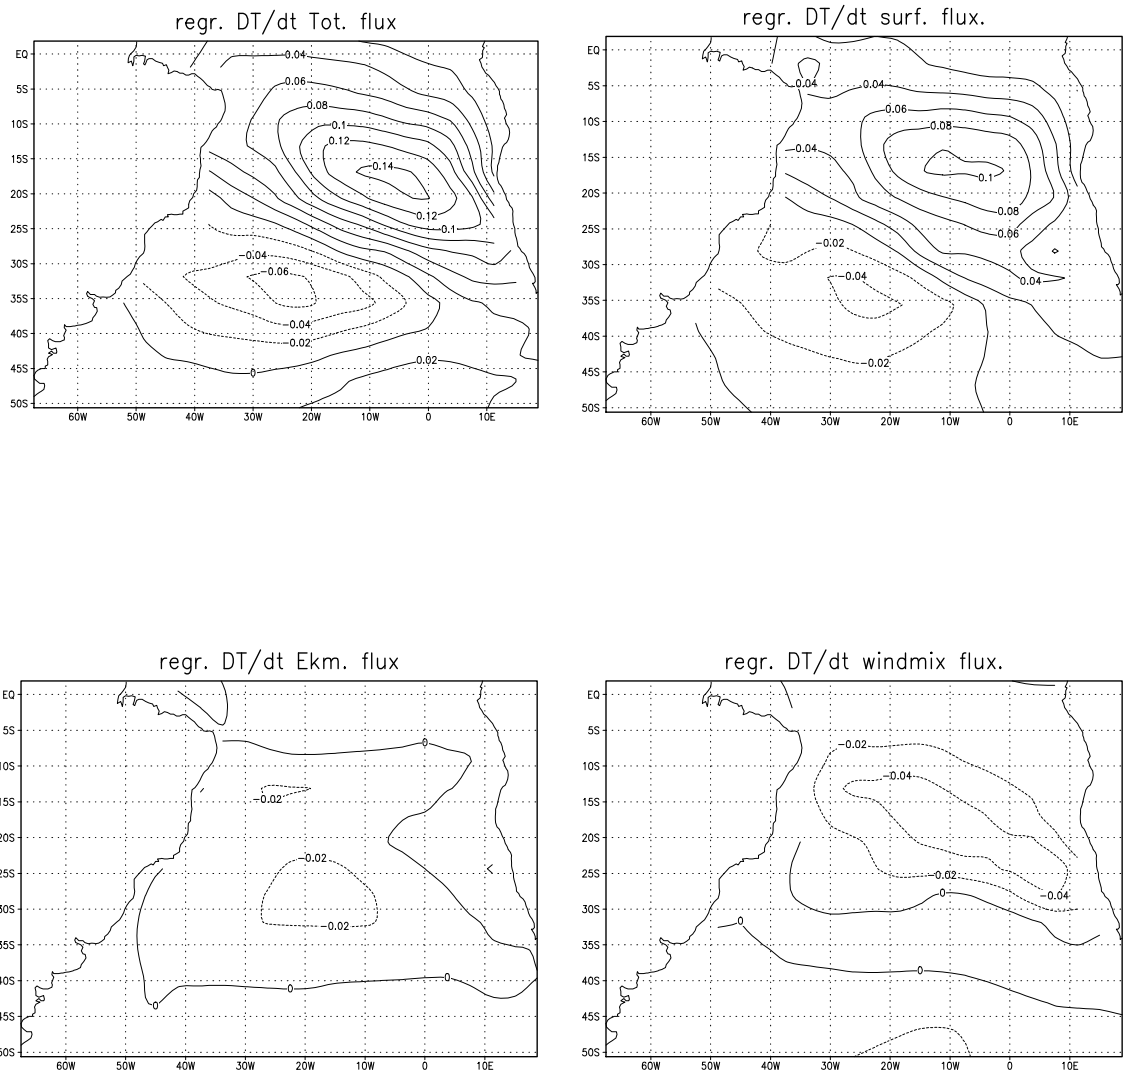 regr. DT/dt Tot. flux
regr. DT/dt surf. flux.
EQ
5S
10S
15S
20S
25S
30S
35S
40S
45S
50S
60W 50W 40W 30W 20W 10W 0 10E
0.04
0.06
0.08
0.1
0.12
0.14
0.12
0.1
−0.04
−0.06
−0.04
−0.02
0.02
0
EQ
5S
10S
15S
20S
25S
30S
35S
40S
45S
50S
60W 50W 40W 30W 20W 10W 0 10E
0.04 0.04
0.06
0.08
0.04
0.1
0.08
0.06
−0.02
−0.04
0.04
−0.02
regr. DT/dt Ekm. flux
regr. DT/dt windmix flux.
EQ
5S
10S
15S
20S
25S
30S
35S
40S
45S
50S
60W 50W 40W 30W 20W 10W 0 10E
0
−0.02
−0.02
−0.02
0
0
0
EQ
5S
10S
15S
20S
25S
30S
35S
40S
45S
50S
60W 50W 40W 30W 20W 10W 0 10E
−0.02
−0.04
−0.02
0
−0.04
0
0